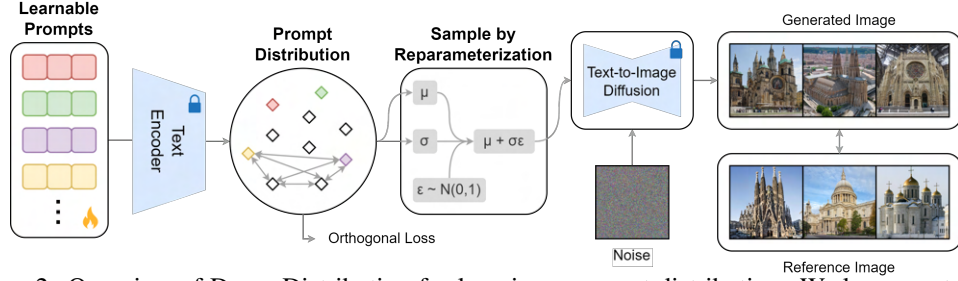 Learnable
Prompts
Text
Encoder
Prompt
Distribution
Orthogonal Loss
Sample by
Reparameterization
μ
σ
ε ~ N(0,1)
μ + σε
Text-to-Image
Diffusion
Noise
Generated Image
Reference Image